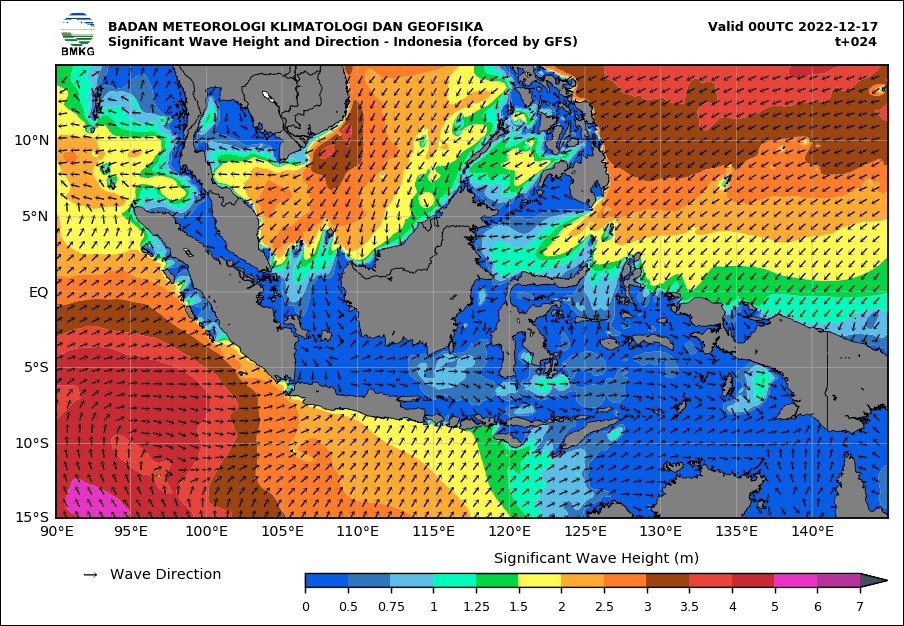 BADAN METEOROLOGI KLIMATOLOGI DAN GEOFISIKA
Significant Wave Height and Direction - Indonesia (forced by GFS)
BMKG
Valid 00UTC 2022-12-17
t+024
10°N
5°N
EQ
5°S
10°S
15°S
90°E 95°E 100°E 105°E 110°E 115°E 120°E 125°E 130°E 135°E 140°E
Significant Wave Height (m)
→ Wave Direction
0 0.5 0.75 1 1.25 1.5 2 2.5 3 3.5 4 5 6 7